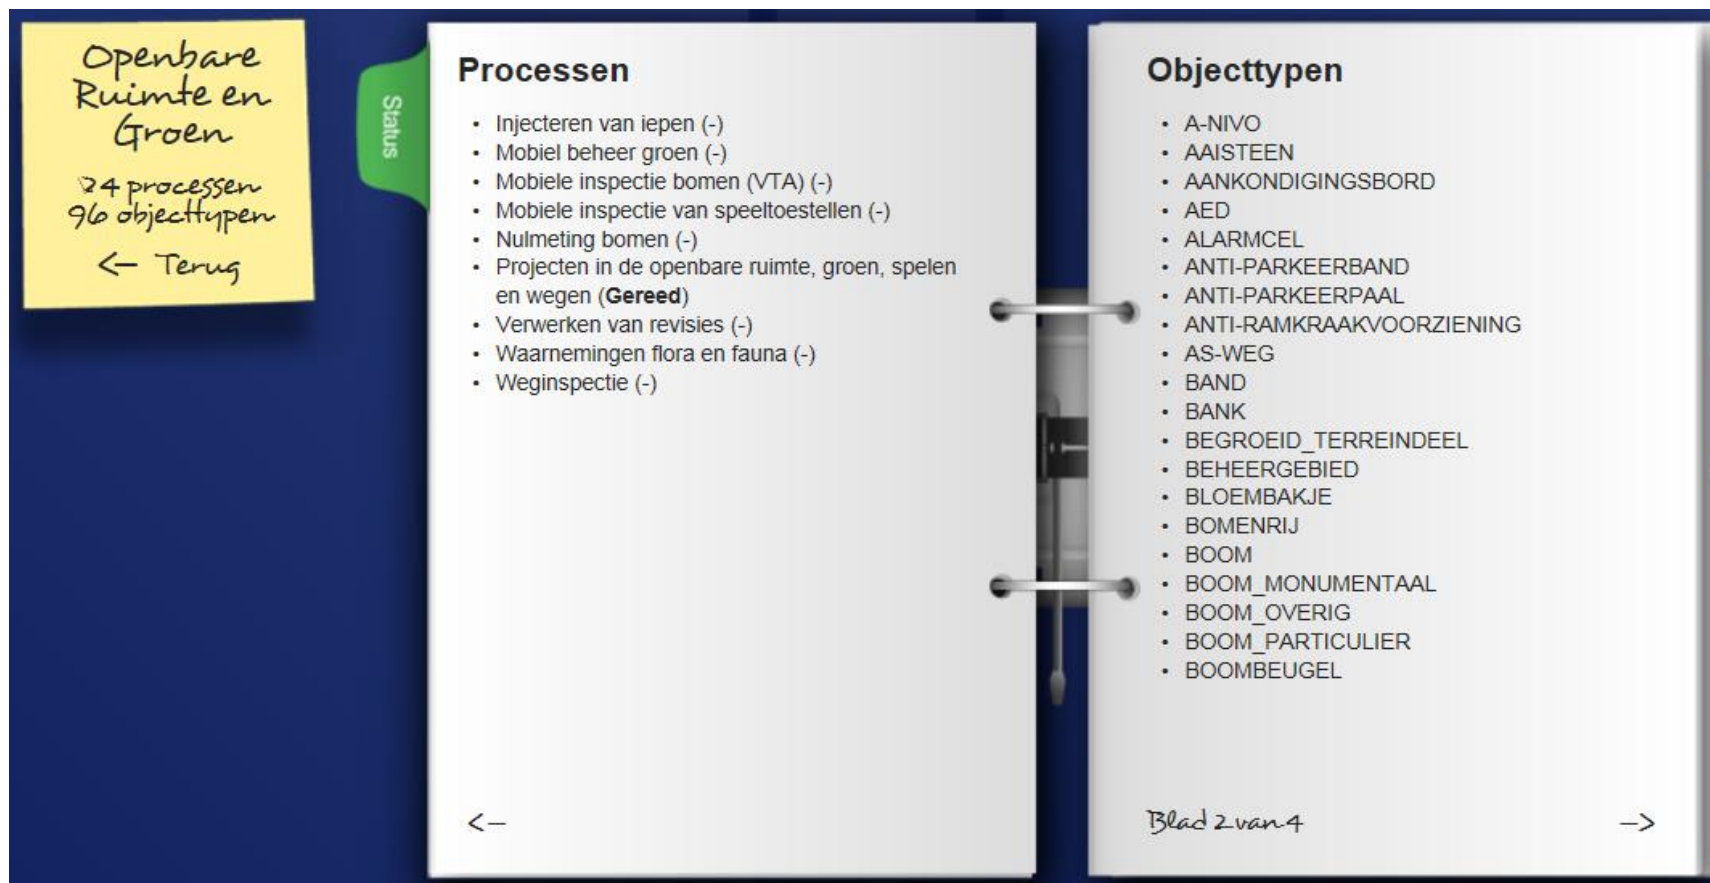 Openbare
Ruimte en
Groen
24 processen
96 objecttypen
<- Terug
Status
Processen
• Injecteren van iepen (-)
• Mobiel beheer groen (-)
• Mobiele inspectie bomen (VTA) (-)
• Mobiele inspectie van speeltoestellen (-)
• Nulmeting bomen (-)
• Projecten in de openbare ruimte, groen, spelen
en wegen (Gereed)
• Verwerken van revisies (-)
• Waarnemingen flora en fauna (-)
• Weginspectie (-)
<-
Objecttypen
• A-NIVO
• AAISTEEN
• AANKONDIGINGSBORD
• AED
• ALARMCEL
• ANTI-PARKEERBAND
• ANTI-PARKEERPAAL
• ANTI-RAMKRAAKVOORZIENING
• AS-WEG
• BAND
• BANK
• BEGROEID_TERREINDEEL
• BEHEERGEBIED
• BLOEMBAKJE
• BOMENRIJ
• BOOM
• BOOM_MONUMENTAAL
• BOOM_OVERIG
• BOOM_PARTICULIER
• BOOMBEUGEL
Blad 2 van 4 ->